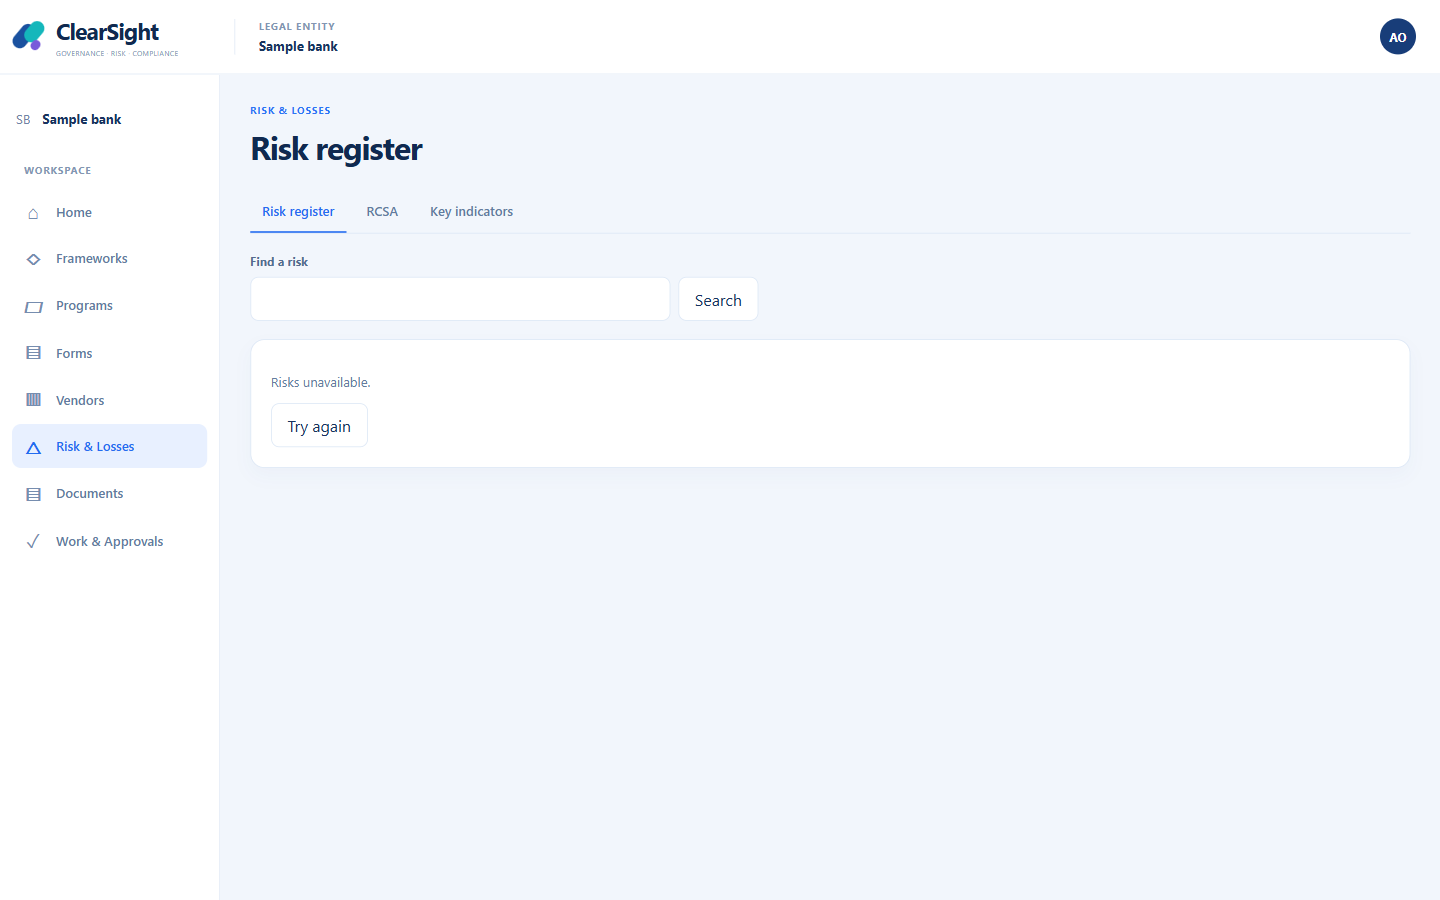 ClearSight
GOVERNANCE · RISK · COMPLIANCE
LEGAL ENTITY
Sample bank
AO
SB Sample bank
WORKSPACE
Home
Frameworks
Programs
Forms
Vendors
Risk & Losses
Documents
Work & Approvals
RISK & LOSSES
Risk register
Risk register RCSA Key indicators
Find a risk
Search
Risks unavailable.
Try again